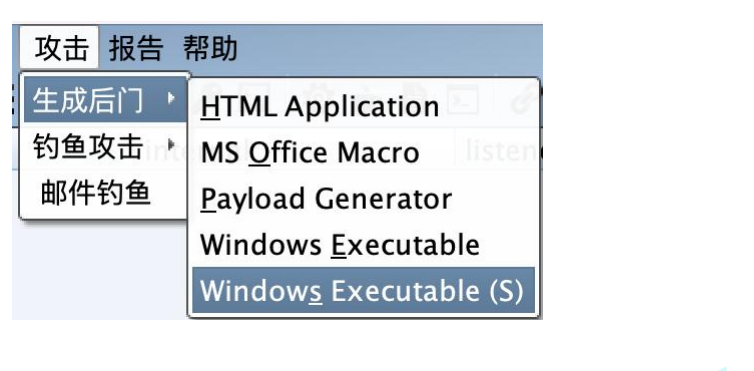 攻击 报告 帮助
生成后门
钓鱼攻击
邮件钓鱼
HTML Application
MS Office Macro
Payload Generator
Windows Executable
Windows Executable (S)